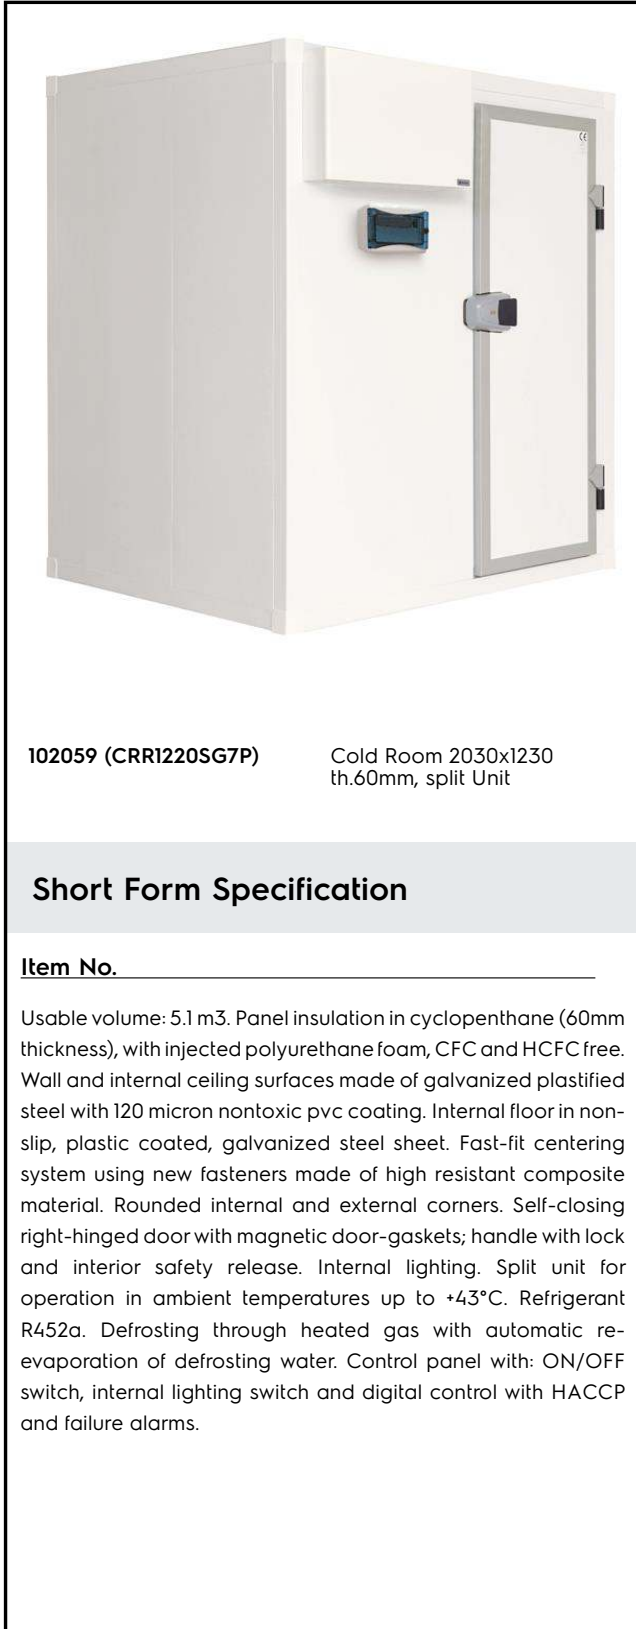 CE
102059 (CRR1220SG7P)
Cold Room 2030x1230
th.60mm, split Unit
Short Form Specification
Item No.
Usable volume: 5.1 m3. Panel insulation in cyclopenthane (60mm
thickness), with injected polyurethane foam, CFC and HCFC free.
Wall and internal ceiling surfaces made of galvanized plastified
steel with 120 micron nontoxic pvc coating. Internal floor in non-
slip, plastic coated, galvanized steel sheet. Fast-fit centering
system using new fasteners made of high resistant composite
material. Rounded internal and external corners. Self-closing
right-hinged door with magnetic door-gaskets; handle with lock
and interior safety release. Internal lighting. Split unit for
operation in ambient temperatures up to +43°C. Refrigerant
R452a. Defrosting through heated gas with automatic re-
evaporation of defrosting water. Control panel with: ON/OFF
switch, internal lighting switch and digital control with HACCP
and failure alarms.